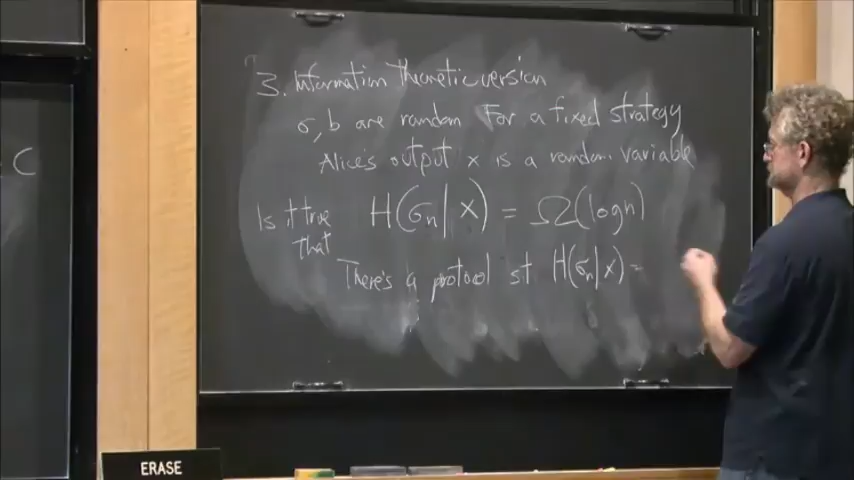 C
3. Information Theoretic version
σ, b are random For a fixed strategy
Alice's output x is a random variable
Is it true that H(σₙ|X) = Ω(log n)
There's a protocol st H(σₙ|x) =
ERASE